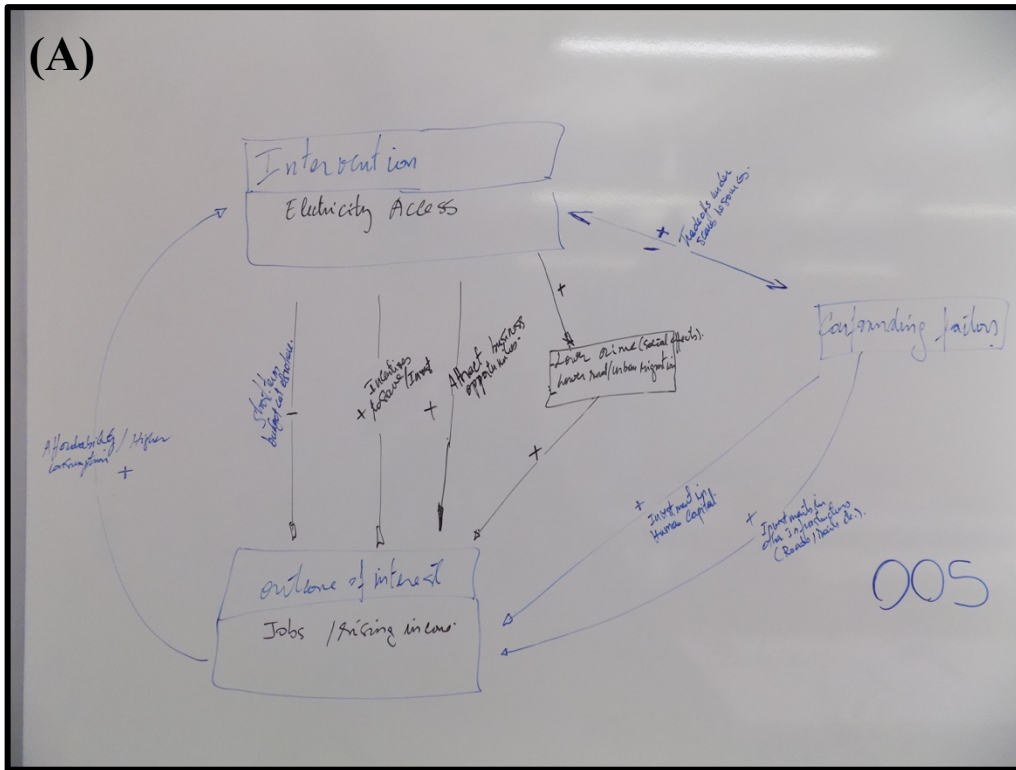 (A)
Intervention
Electricity Access
+
-
Tradeoffs under
scarce resources.
Confounding factors.
+
-Lower crime (social effects).
-Lower rural/urban migration
+
Short term
-
Incentives
to save/Invest
+
Attract business
opportunities.
+
Affordability / Higher
consumption
+
Outcome of interest
Jobs / rising income
+
Investment in
Human Capital.
+
Investments in
other Infrastructure
(Roads/ etc.).
005